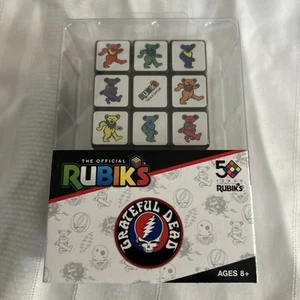 THE OFFICIAL
RUBIK'S
50
YEARS
RUBIK'S
GRATEFUL DEAD
AGES 8+